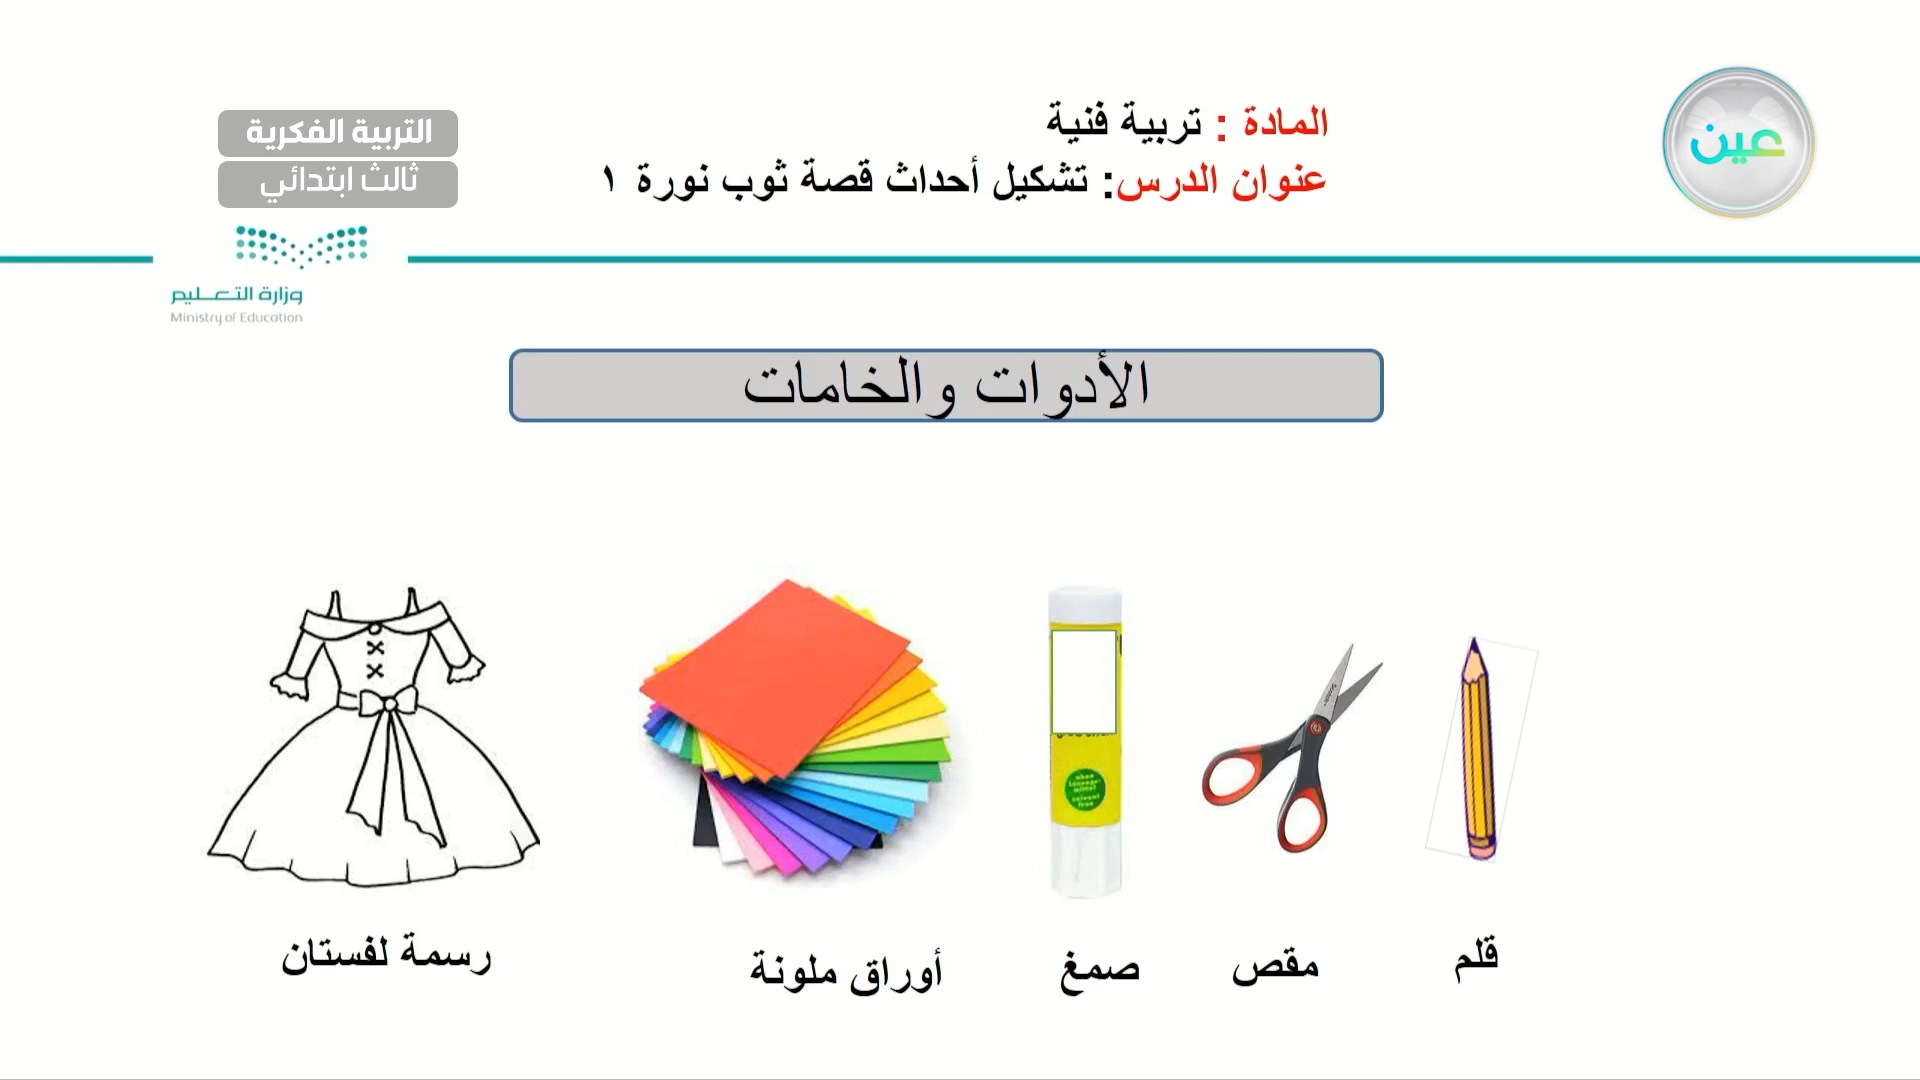 المادة : تربية فنية
عنوان الدرس: تشكيل أحداث قصة ثوب نورة ١
عين
التربية الفكرية
ثالث ابتدائي
وزارة التعليم
Ministry of Education
الأدوات والخامات
قلم
مقص
صمغ
أوراق ملونة
رسمة لفستان